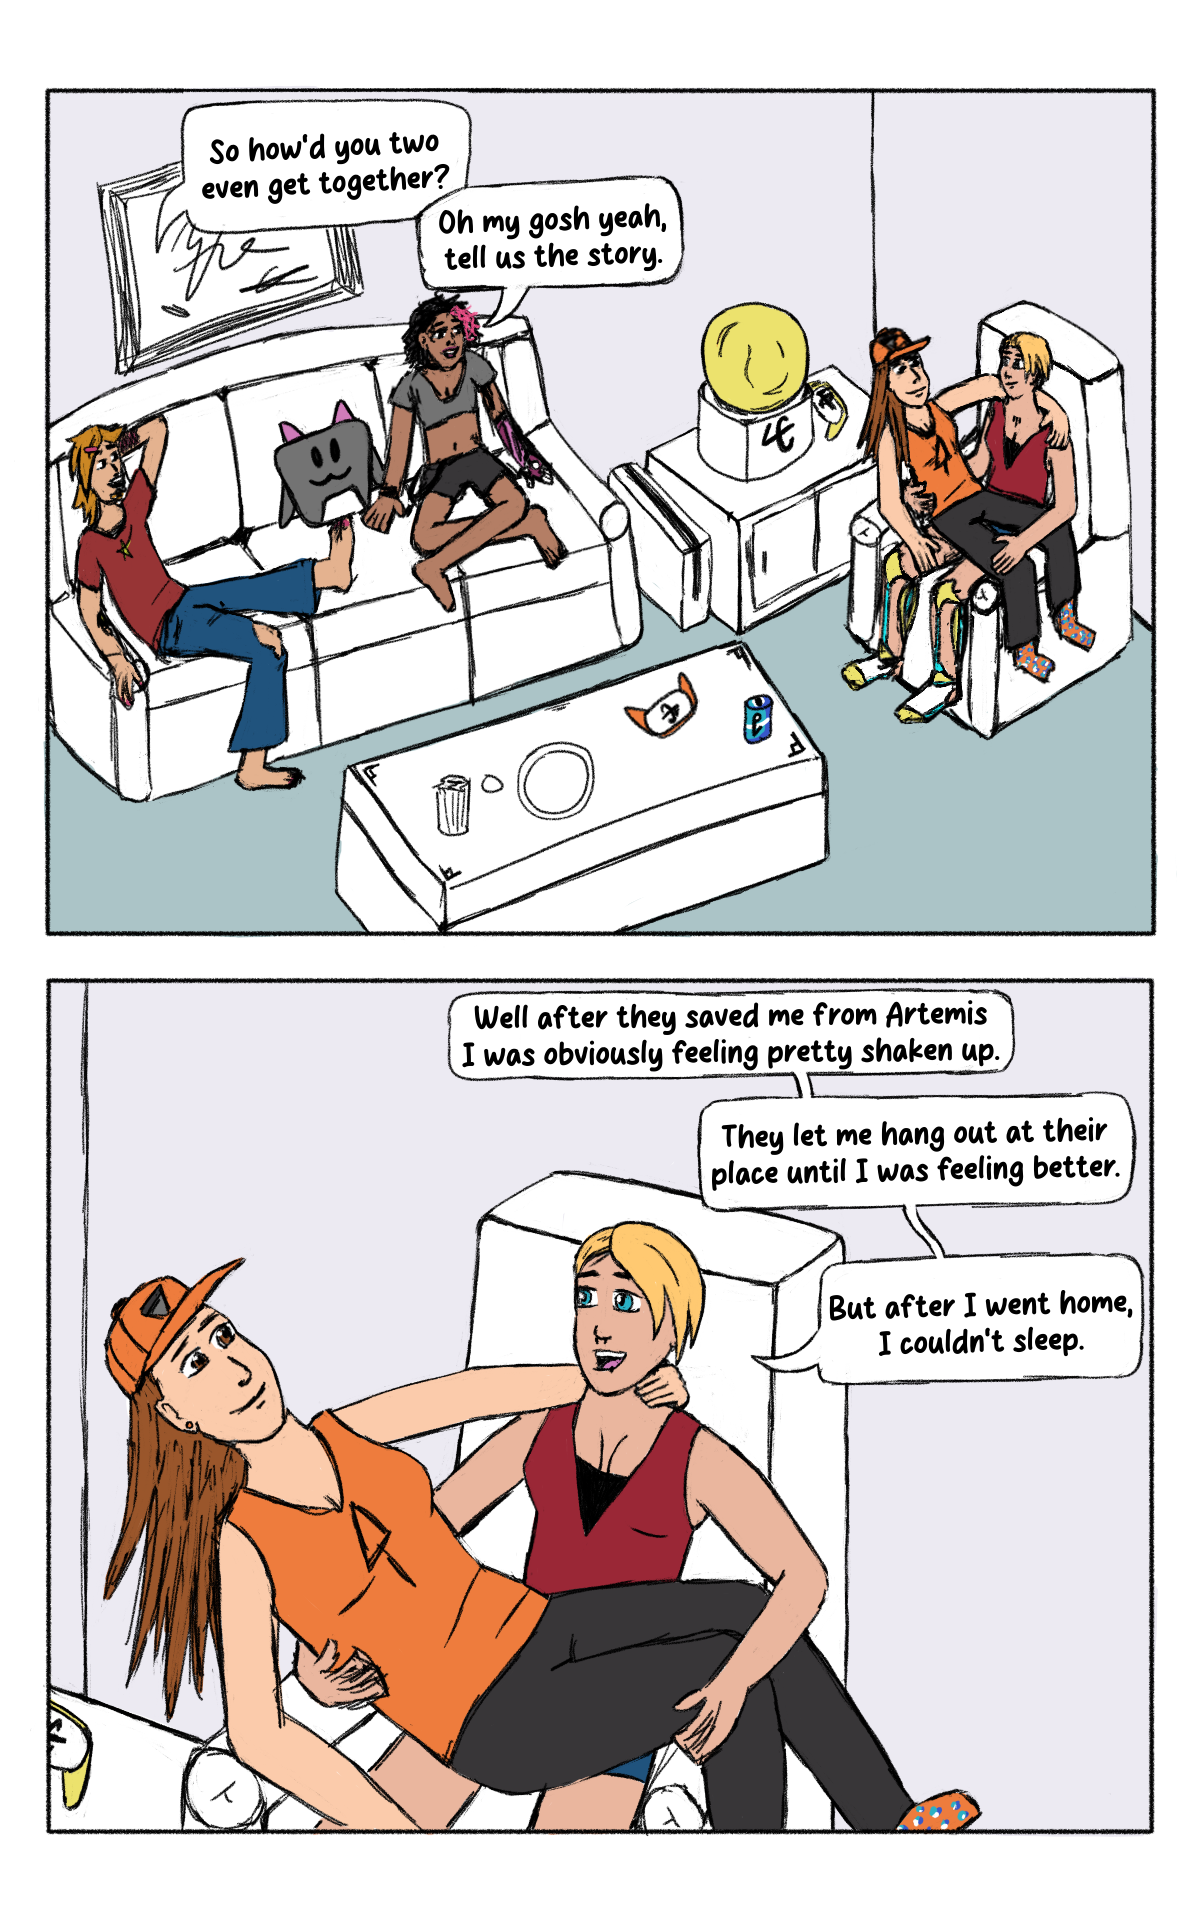 So how'd you two
even get together?
Oh my gosh yeah,
tell us the story.
Well after they saved me from Artemis
I was obviously feeling pretty shaken up.
They let me hang out at their
place until I was feeling better.
But after I went home,
I couldn't sleep.